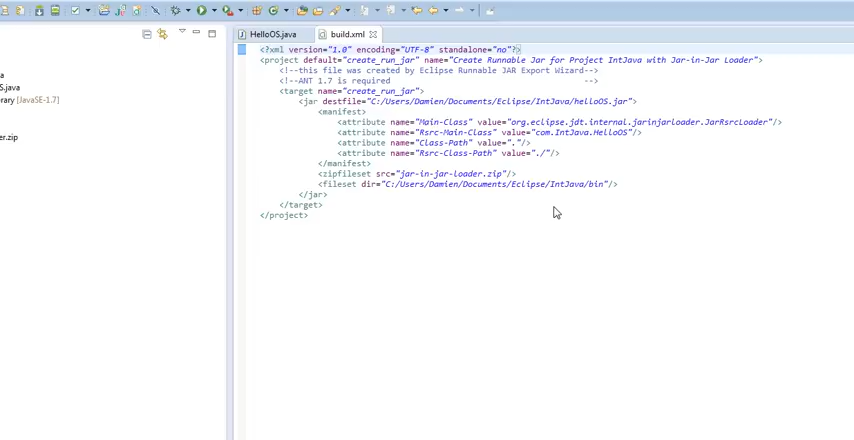 HelloOS.java
build.xml
a
S.java
rary [JavaSE-1.7]
er.zip
<?xml version="1.0" encoding="UTF-8" standalone="no"?>
<project default="create_run_jar" name="Create Runnable Jar for Project IntJava with Jar-in-Jar Loader">
<!--this file was created by Eclipse Runnable JAR Export Wizard-->
<!--ANT 1.7 is required -->
<target name="create_run_jar">
<jar destfile="C:/Users/Damien/Documents/Eclipse/IntJava/helloOS.jar">
<manifest>
<attribute name="Main-Class" value="org.eclipse.jdt.internal.jarinjarloader.JarRsrcLoader"/>
<attribute name="Rsrc-Main-Class" value="com.IntJava.HelloOS"/>
<attribute name="Class-Path" value="."/>
<attribute name="Rsrc-Class-Path" value="./"/>
</manifest>
<zipfileset src="jar-in-jar-loader.zip"/>
<fileset dir="C:/Users/Damien/Documents/Eclipse/IntJava/bin"/>
</jar>
</target>
</project>